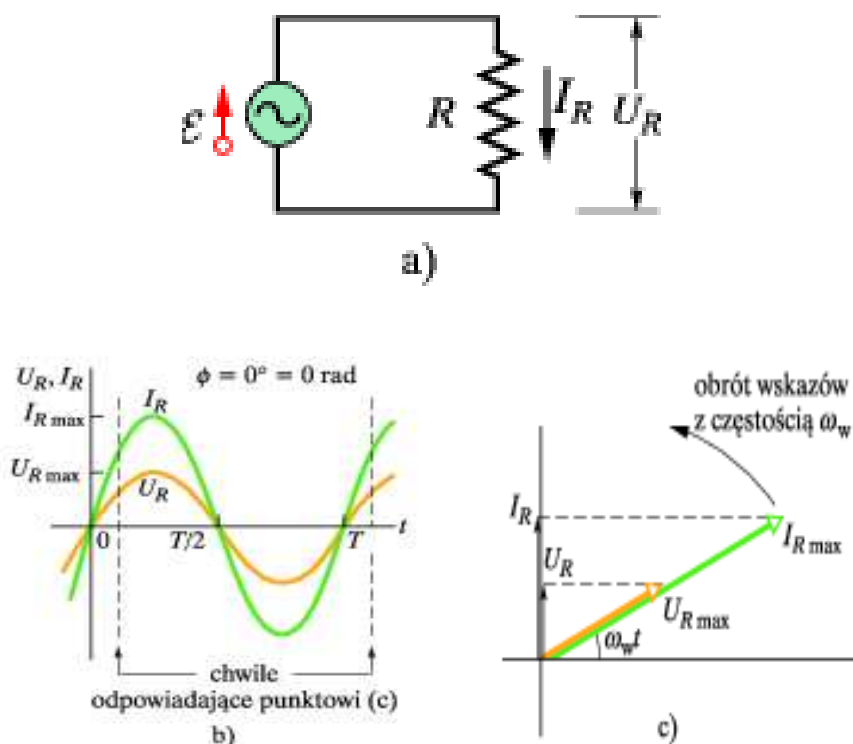 ℰ
R
I_R
U_R
a)
U_R, I_R
ϕ = 0° = 0 rad
I_R max
I_R
U_R max
U_R
0
T/2
T
t
chwile
odpowiadające punktowi (c)
b)
obrót wskazów
z częstością ω_w
I_R
I_R max
U_R
U_R max
ω_w t
c)